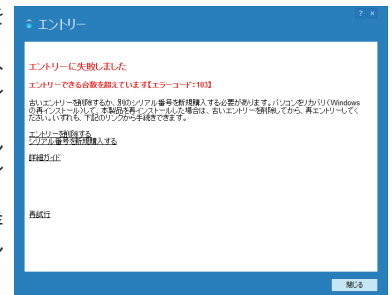 エントリー
エントリーに失敗しました
エントリーできる台数を超えています【エラーコード:103】
古いエントリーを削除するか、別のシリアル番号を新規購入する必要があります。パソコンをリカバリ(Windows
の再インストール)して、本製品を再インストールした場合は、古いエントリーを削除してから、再エントリーしてく
ださい。いずれも、下記のリンクから手続きできます。
エントリーを削除する
シリアル番号を新規購入する
詳細ガイド
再試行
閉じる